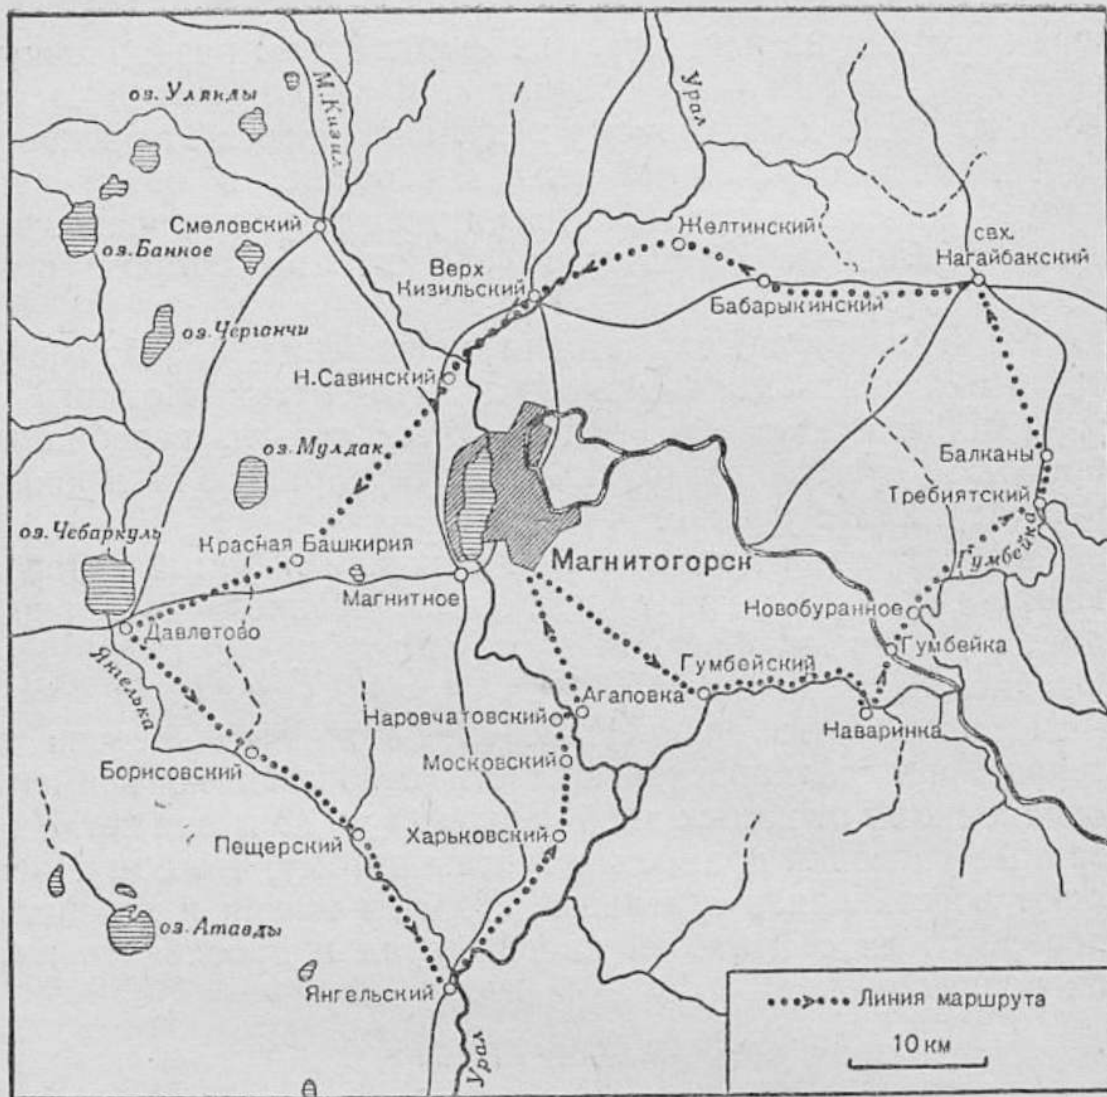 оз. Улянды
М. Кизил
Урал
Смеловский
оз. Банное
Верх
Кизильский
Желтинский
свх.
Нагайбакский
Бабарыкинский
оз. Чергончи
Н. Савинский
оз. Мулдак
Балканы
Требиятский
оз. Чебаркуль
Красная Башкирия
Магнитогорск
Гумбейка
Магнитное
Новобуранное
Давлетово
Гумбейка
Янгелька
Гумбейский
Агаповка
Наровчатовский
Наваринка
Борисовский
Московский
Пещерский
Харьковский
оз. Атавды
Янгельский
Урал
Линия маршрута
10 км